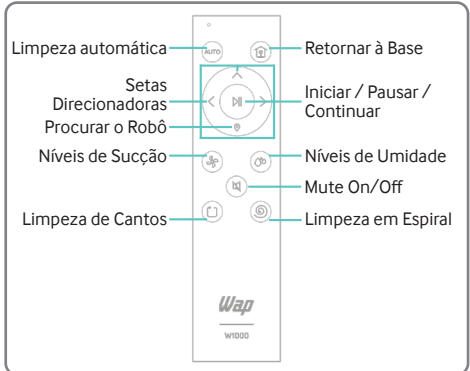 Limpeza automática
AUTO
Retornar à Base
Setas
Direcionadoras
Iniciar / Pausar /
Continuar
Procurar o Robô
Níveis de Sucção
Níveis de Umidade
Mute On/Off
Limpeza de Cantos
Limpeza em Espiral
Wap
W1000